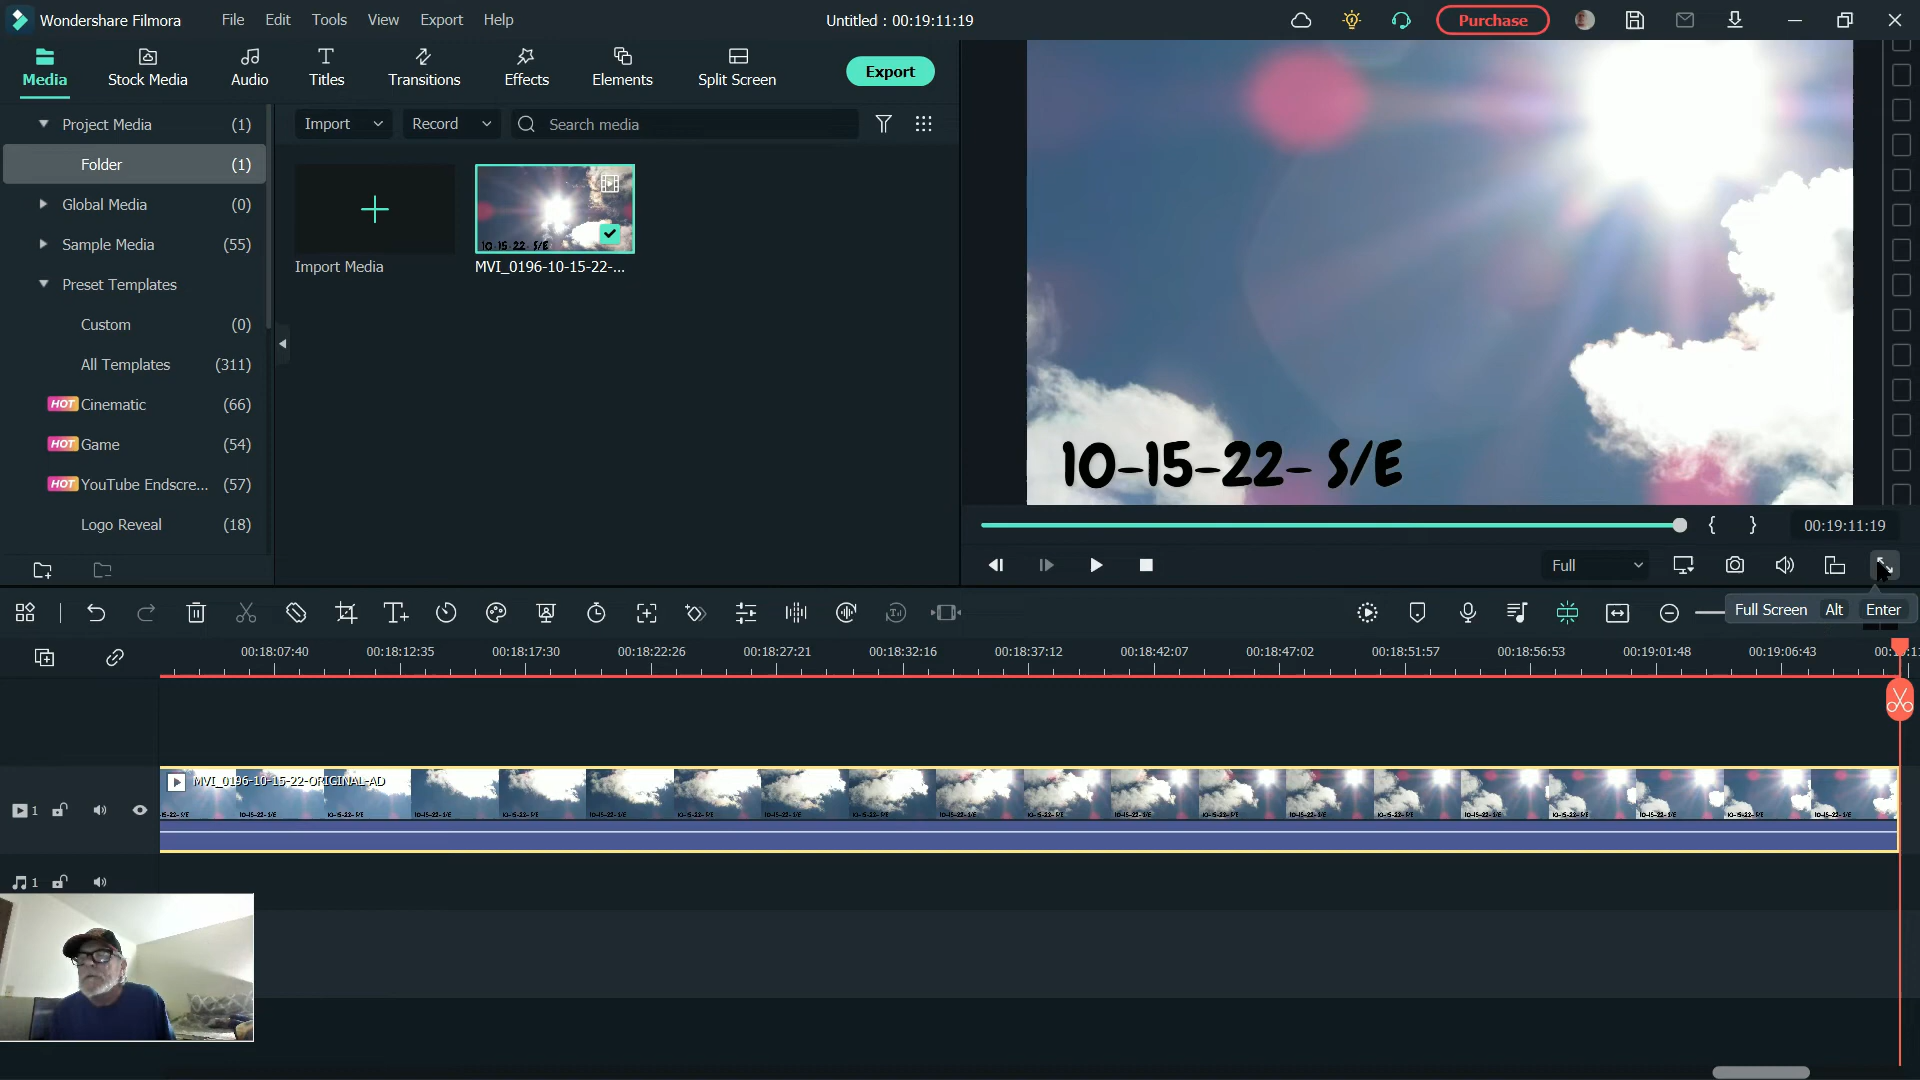 Wondershare Filmora File Edit Tools View Export Help Untitled : 00:19:11:19 Purchase
Media Stock Media Audio Titles Transitions Effects Elements Split Screen Export
Project Media (1)
Folder (1)
Global Media (0)
Sample Media (55)
Preset Templates
Custom (0)
All Templates (311)
HOT Cinematic (66)
HOT Game (54)
HOT YouTube Endscre... (57)
Logo Reveal (18)
Import Record Search media
10-15-22- S/E
Import Media MVI_0196-10-15-22-...
10-15-22- S/E
{ } 00:19:11:19
Full
Full Screen Alt Enter
00:18:07:40 00:18:12:35 00:18:17:30 00:18:22:26 00:18:27:21 00:18:32:16 00:18:37:12 00:18:42:07 00:18:47:02 00:18:51:57 00:18:56:53 00:19:01:48 00:19:06:43
MVI_0196-10-15-22-ORIGINAL-AD
1
1